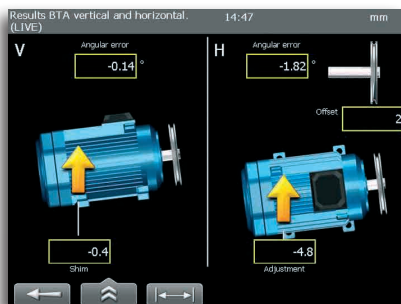 Results BTA vertical and horizontal. 14:47 mm
(LIVE)
V
Angular error
-0.14 °
H
Angular error
-1.82 °
Offset
2
-0.4
Shim
-4.8
Adjustment